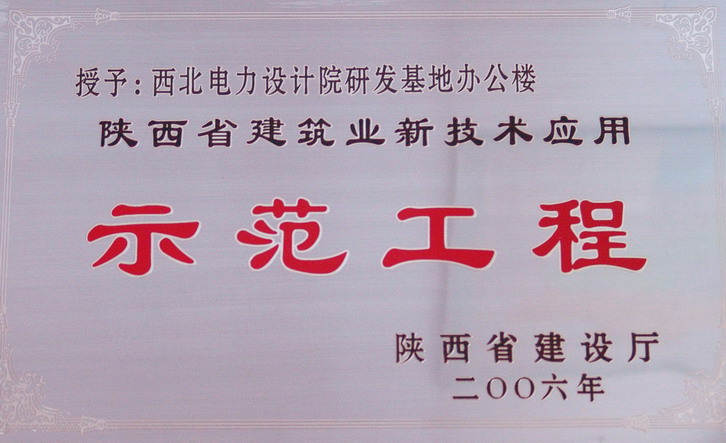 授予:西北电力设计院研发基地办公楼
陕西省建筑业新技术应用
示范工程
陕西省建设厅
二〇〇六年